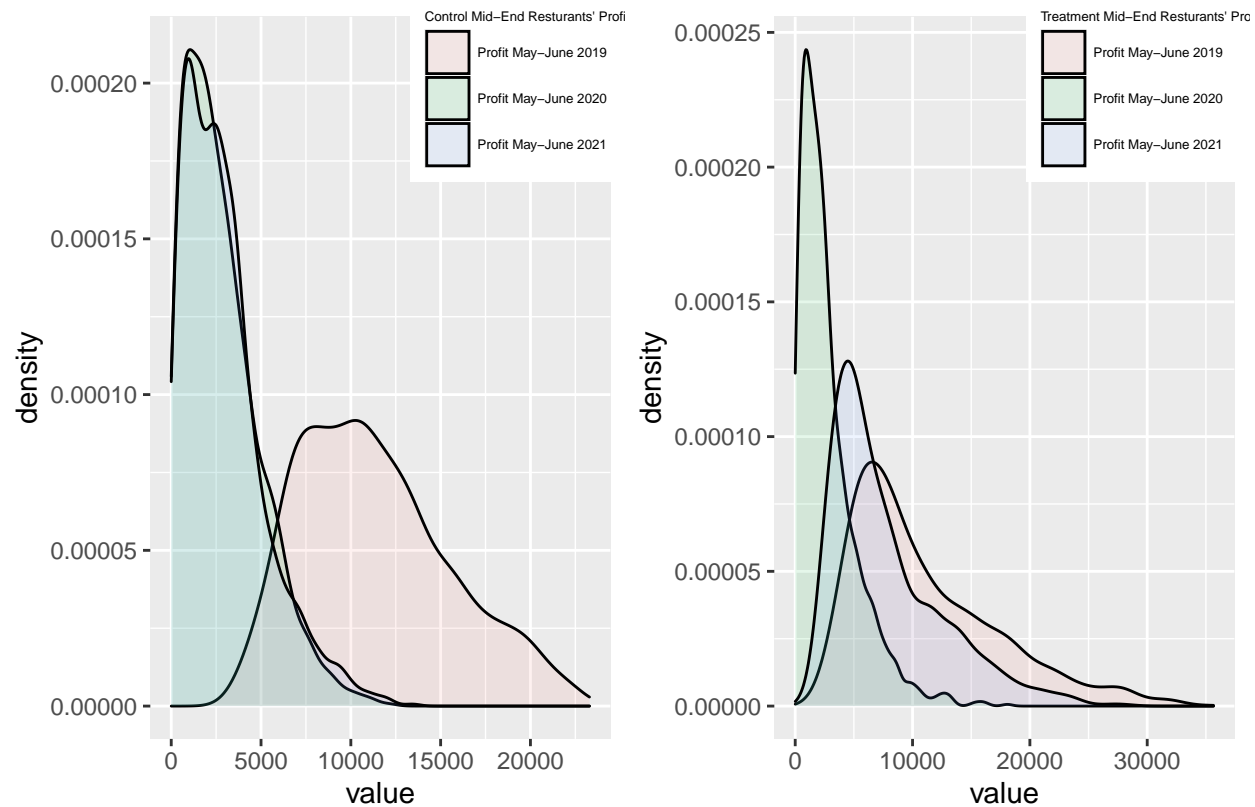 Control Mid−End Resturants' Profi
Profit May−June 2019
Profit May−June 2020
Profit May−June 2021
0.00020
0.00015
0.00010
0.00005
0.00000
density
0 5000 10000 15000 20000
value
Treatment Mid−End Resturants' Pro
Profit May−June 2019
Profit May−June 2020
Profit May−June 2021
0.00025
0.00020
0.00015
0.00010
0.00005
0.00000
density
0 10000 20000 30000
value